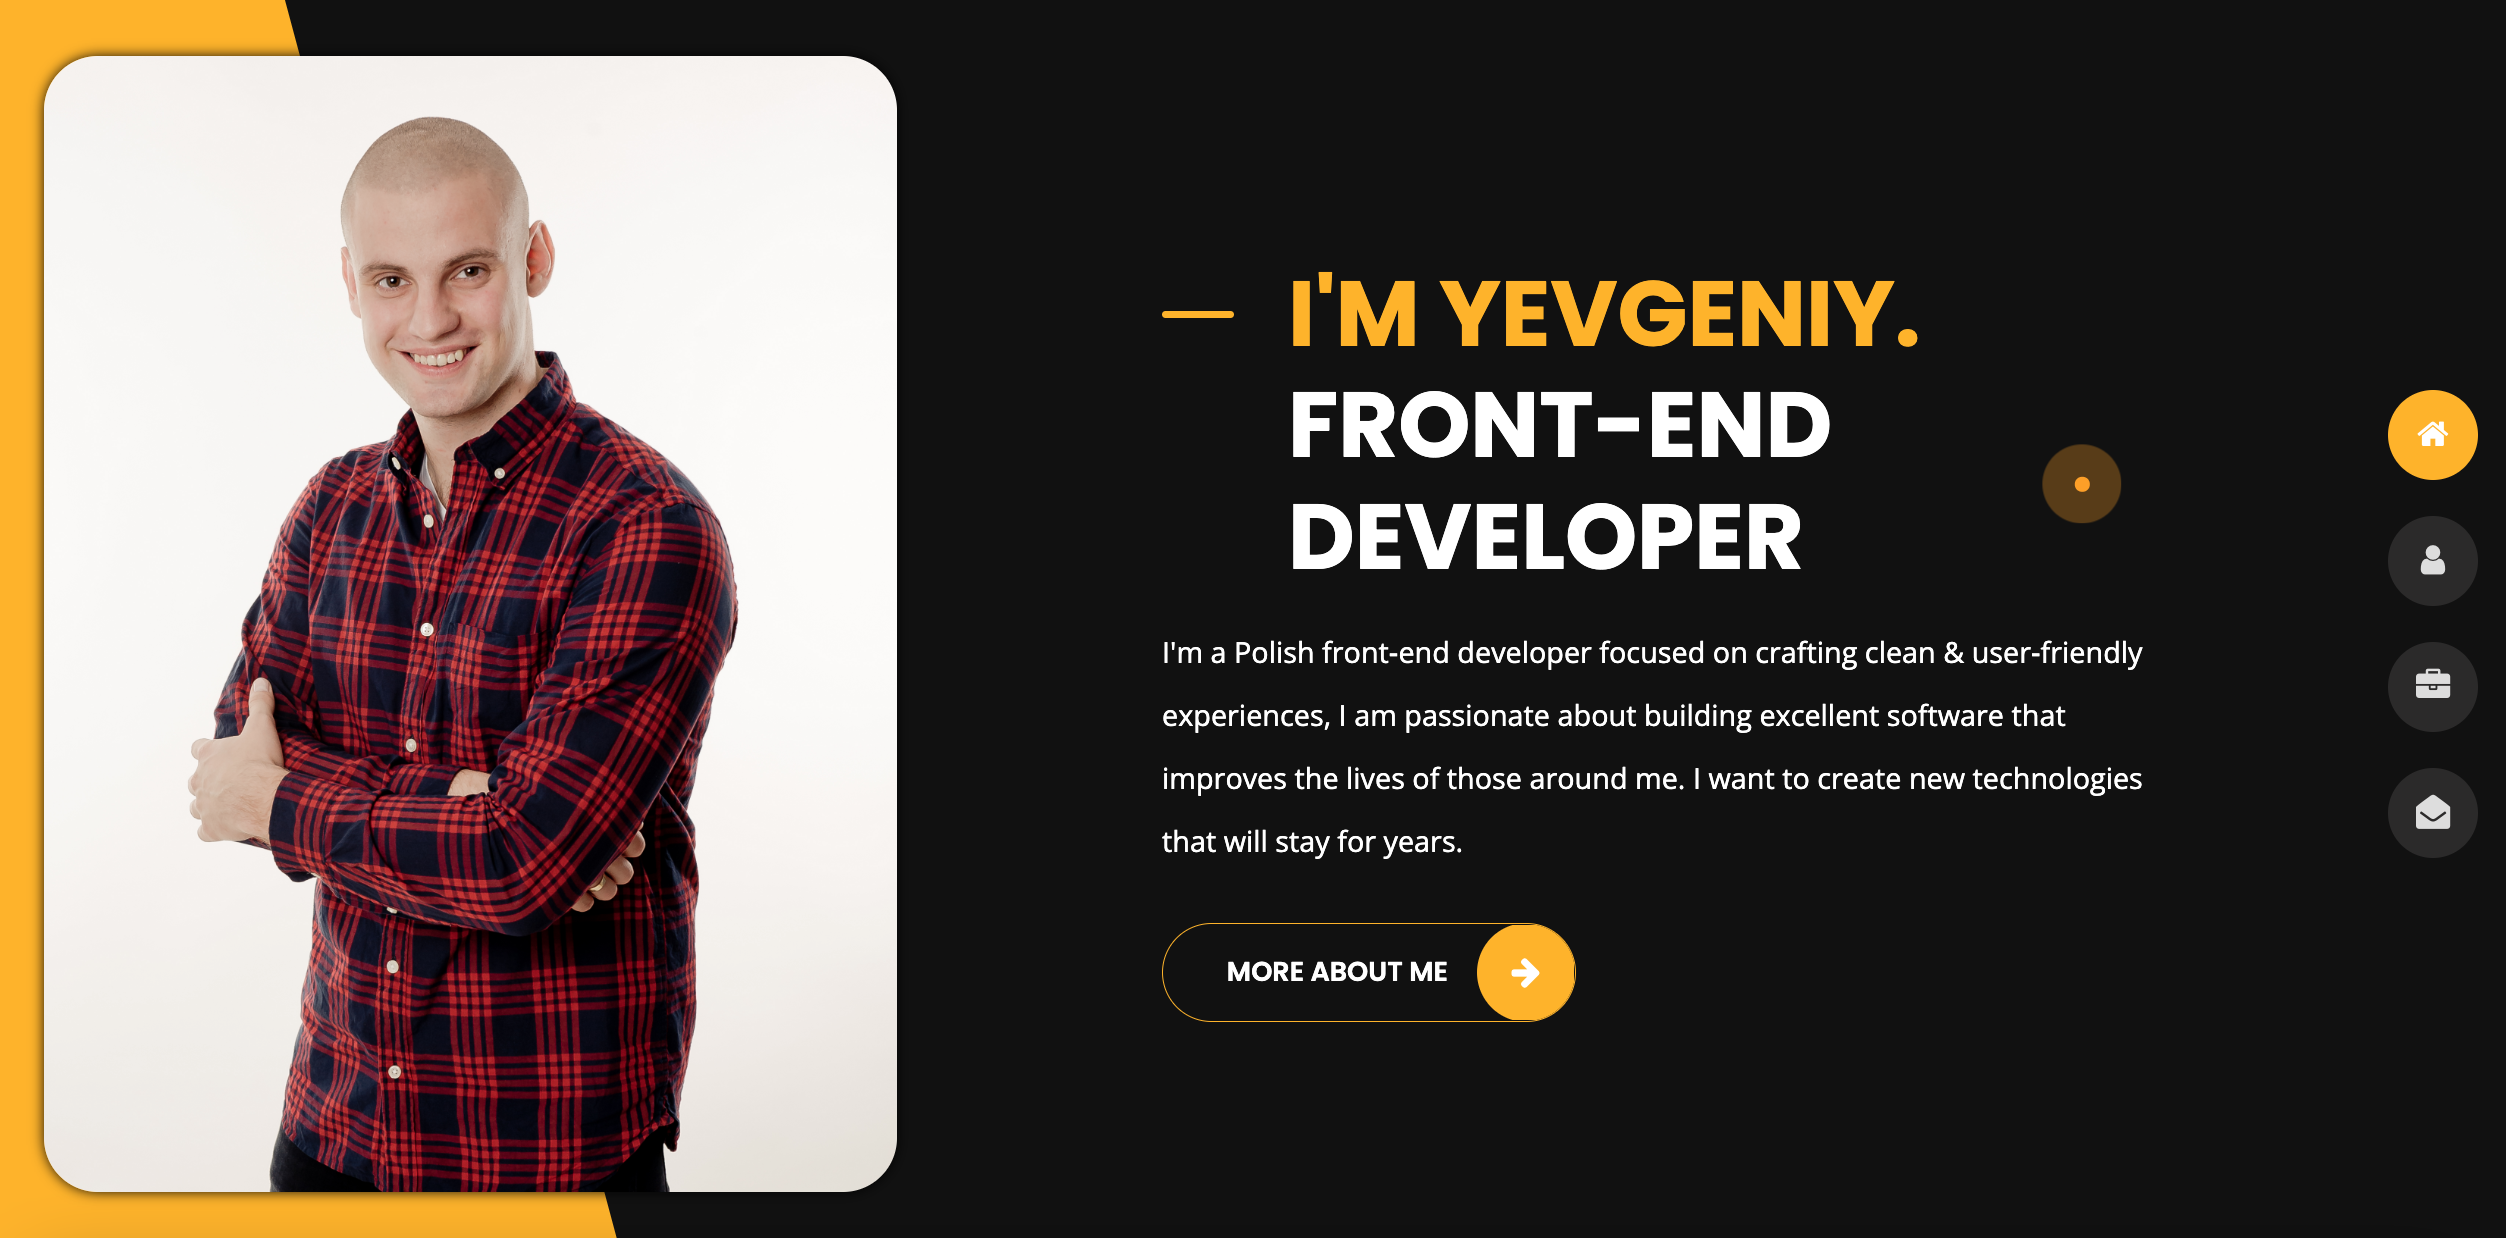 I'M YEVGENIY.
FRONT-END
DEVELOPER
I'm a Polish front-end developer focused on crafting clean & user-friendly
experiences, I am passionate about building excellent software that
improves the lives of those around me. I want to create new technologies
that will stay for years.
MORE ABOUT ME